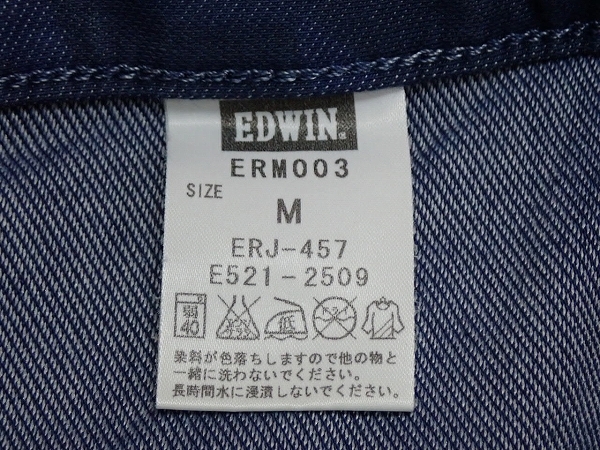 EDWIN.
ERM003
SIZE
M
ERJ-457
E521-2509
弱
40
低
染料が色落ちしますので他の物と
一緒に洗わないでください。
長時間水に浸漬しないでください。